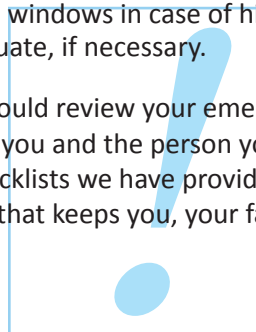 windows in case of h
uate, if necessary.
ould review your eme
you and the person yo
cklists we have provid
that keeps you, your fa
!